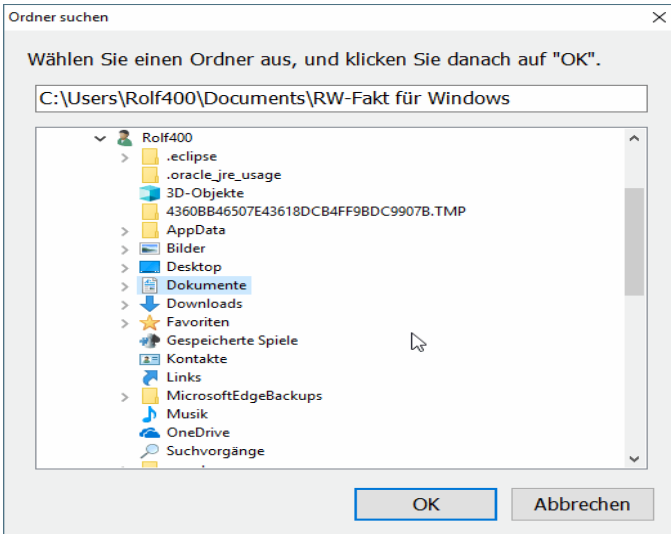 Ordner suchen
Wählen Sie einen Ordner aus, und klicken Sie danach auf "OK".
C:\Users\Rolf400\Documents\RW-Fakt für Windows
Rolf400
.eclipse
.oracle_jre_usage
3D-Objekte
4360BB46507E43618DCB4FF9BDC9907B.TMP
AppData
Bilder
Desktop
Dokumente
Downloads
Favoriten
Gespeicherte Spiele
Kontakte
Links
MicrosoftEdgeBackups
Musik
OneDrive
Suchvorgänge
OK Abbrechen